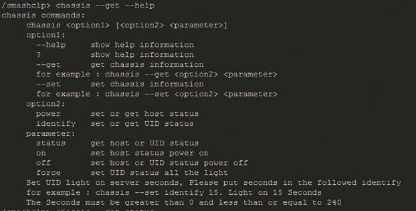 /smashclp> chassis --get --help
chassis commands:
chassis <option1> [<option2> <parameter>]
option1:
--help show help information
? show help information
--get get chassis information
for example : chassis --get <option2> <parameter>
--set set chassis information
for example : chassis --set <option2> <parameter>
option2:
power set or get host status
identify set or get UID status
parameter:
status get host or UID status
on set host status power on
off set host or UID status power off
force set UID status all the light
Set UID light on server seconds, Please put seconds in the followed identify
for example : chassis --set identify 15. Light on 15 Seconds
The Seconds must be greater than 0 and less than or equal to 240